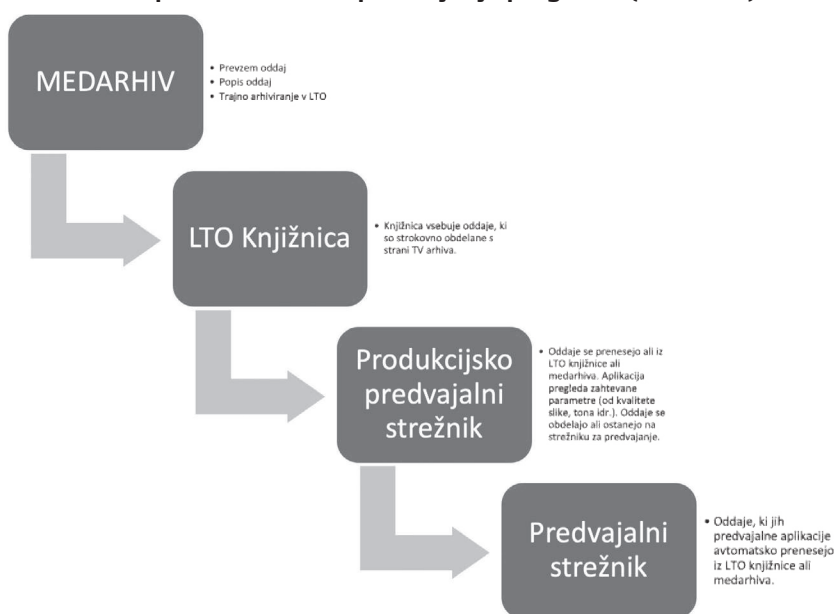 MEDARHIV
• Prevzem oddaj
• Popis oddaj
• Trajno arhiviranje v LTO
LTO Knjižnica
• Knjižnica vsebuje oddaje, ki
so strokovno obdelane s
strani TV arhiva.
Produkcijsko
predvajalni
strežnik
• Oddaje se prenesejo ali iz
LTO knjižnice ali
medarhiva. Aplikacija
pregleda zahtevane
parametre (od kvalitete
slike, tona idr.). Oddaje se
obdelajo ali ostanejo na
strežniku za predvajanje.
Predvajalni
strežnik
• Oddaje, ki jih
predvajalne aplikacije
avtomatsko prenesejo
iz LTO knjižnice ali
medarhiva.